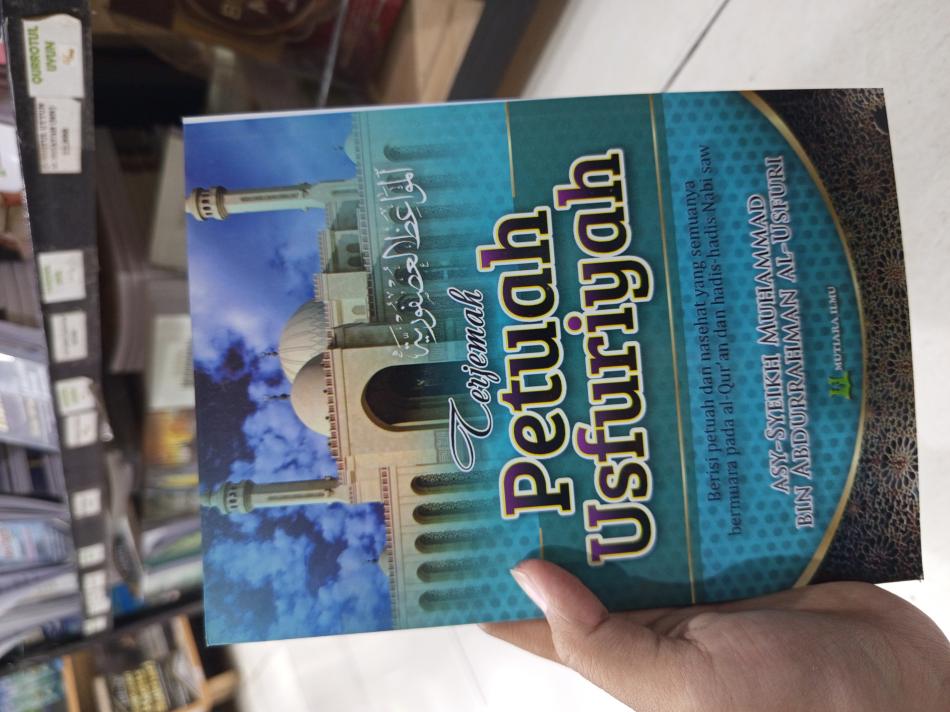 المواعظ العصفورية
Terjemah
Petuah
Usfuriyah
Berisi petuah dan nasehat yang semuanya
bermuara pada al-Qur'an dan hadis-hadis Nabi saw
ASY-SYEIKH MUHAMMAD
BIN ABDURRAHMAN AL-USFURI
MUTIARA ILMU
QURROTUL
UYUN